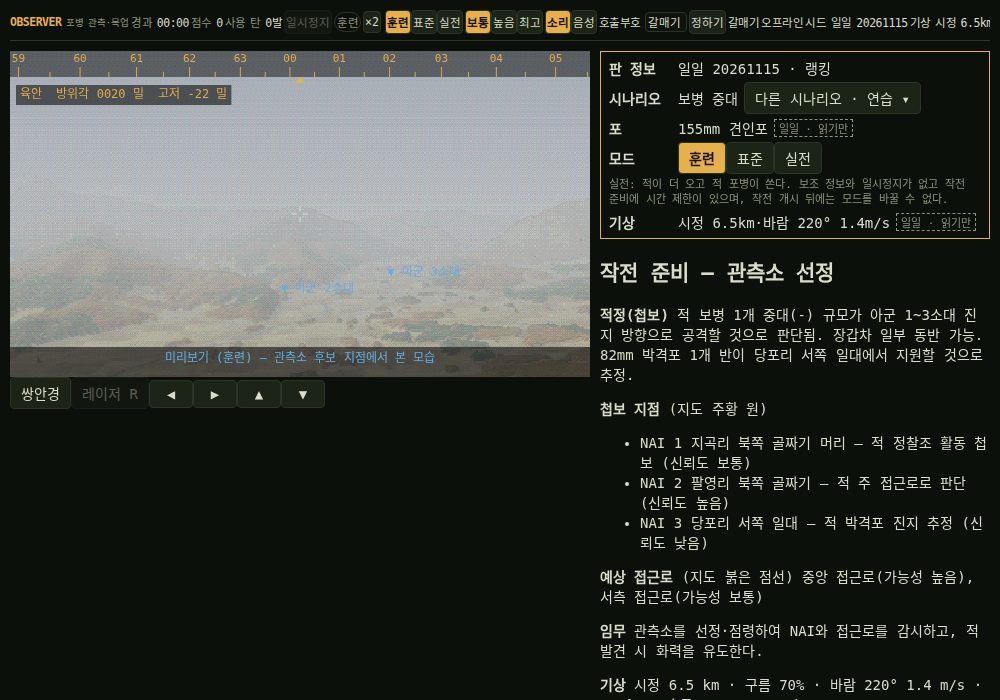 OBSERVER 포병 관측·목업 경과 00:00 점수 0 사용 탄 0발 일시정지 훈련 ×2 훈련 표준 실전 보통 높음 최고 소리 음성 호출부호 갈매기 정하기 갈매기 오프라인 시드 일일 20261115 기상 시정 6.5km
59 60 61 62 63 00 01 02 03 04 05
육안 방위각 0020 밀 고저 -22 밀
▼ 아군 3소대
▼ 아군 2소대
미리보기 (훈련) — 관측소 후보 지점에서 본 모습
쌍안경 레이저 R ◀ ▶ ▲ ▼
판 정보 일일 20261115 · 랭킹
시나리오 보병 중대 다른 시나리오 · 연습 ▾
포 155mm 견인포 일일 · 읽기만
모드 훈련 표준 실전
실전: 적이 더 오고 적 포병이 쏜다. 보조 정보와 일시정지가 없고 작전
준비에 시간 제한이 있으며, 작전 개시 뒤에는 모드를 바꿀 수 없다.
기상 시정 6.5km·바람 220° 1.4m/s 일일 · 읽기만
작전 준비 — 관측소 선정
적정(첩보) 적 보병 1개 중대(-) 규모가 아군 1~3소대 진
지 방향으로 공격할 것으로 판단됨. 장갑차 일부 동반 가능.
82mm 박격포 1개 반이 당포리 서쪽 일대에서 지원할 것으로
추정.
첩보 지점 (지도 주황 원)
• NAI 1 지곡리 북쪽 골짜기 머리 — 적 정찰조 활동 첩
보 (신뢰도 보통)
• NAI 2 팔영리 북쪽 골짜기 — 적 주 접근로로 판단
(신뢰도 높음)
• NAI 3 당포리 서쪽 일대 — 적 박격포 진지 추정 (신
뢰도 낮음)
예상 접근로 (지도 붉은 점선) 중앙 접근로(가능성 높음),
서측 접근로(가능성 보통)
임무 관측소를 선정·점령하여 NAI와 접근로를 감시하고, 적
발견 시 화력을 유도한다.
기상 시정 6.5 km · 구름 70% · 바람 220° 1.4 m/s ·